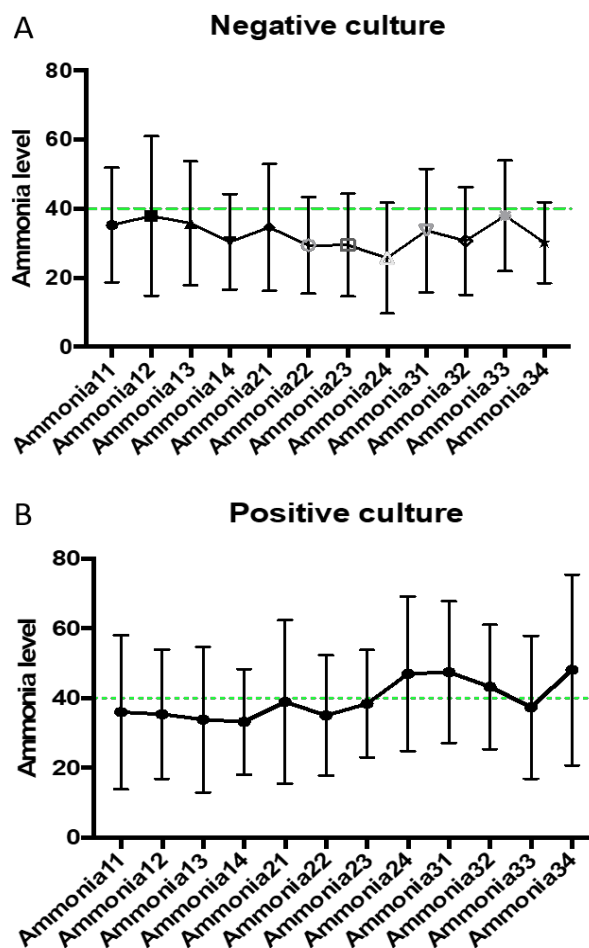 A
Negative culture
80
60
40
20
0
Ammonia level
Ammonia11
Ammonia12
Ammonia13
Ammonia14
Ammonia21
Ammonia22
Ammonia23
Ammonia24
Ammonia31
Ammonia32
Ammonia33
Ammonia34
B
Positive culture
80
60
40
20
0
Ammonia level
Ammonia11
Ammonia12
Ammonia13
Ammonia14
Ammonia21
Ammonia22
Ammonia23
Ammonia24
Ammonia31
Ammonia32
Ammonia33
Ammonia34